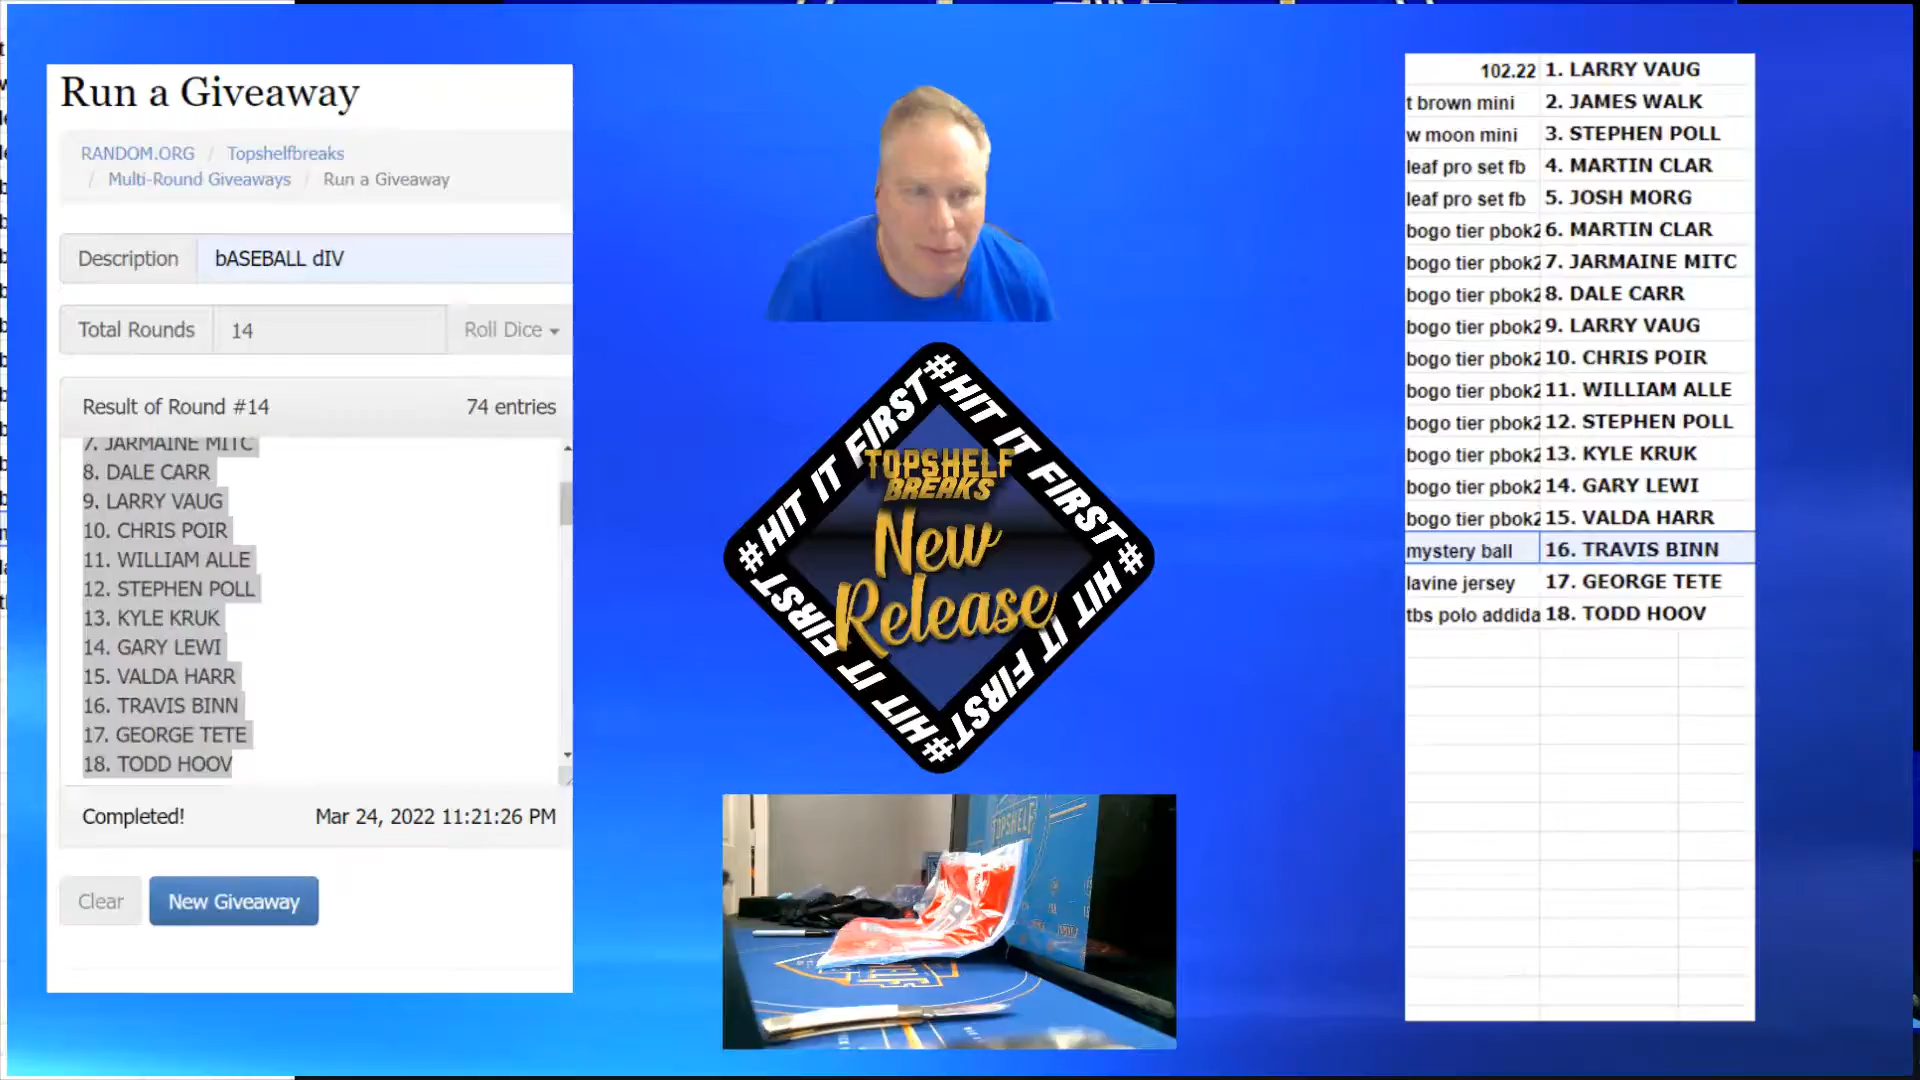 Run a Giveaway
RANDOM.ORG / Topshelfbreaks
/ Multi-Round Giveaways / Run a Giveaway
Description bASEBALL dIV
Total Rounds 14 Roll Dice
Result of Round #14 74 entries
7. JARMAINE MITC
8. DALE CARR
9. LARRY VAUG
10. CHRIS POIR
11. WILLIAM ALLE
12. STEPHEN POLL
13. KYLE KRUK
14. GARY LEWI
15. VALDA HARR
16. TRAVIS BINN
17. GEORGE TETE
18. TODD HOOV
Completed! Mar 24, 2022 11:21:26 PM
Clear New Giveaway
#HIT IT FIRST
#HIT IT FIRST
#HIT IT FIRST
#HIT IT FIRST
TOPSHELF
BREAKS
New
Release
TOPSHELF
102.22 1. LARRY VAUG
t brown mini 2. JAMES WALK
w moon mini 3. STEPHEN POLL
leaf pro set fb 4. MARTIN CLAR
leaf pro set fb 5. JOSH MORG
bogo tier pbok2 6. MARTIN CLAR
bogo tier pbok2 7. JARMAINE MITC
bogo tier pbok2 8. DALE CARR
bogo tier pbok2 9. LARRY VAUG
bogo tier pbok2 10. CHRIS POIR
bogo tier pbok2 11. WILLIAM ALLE
bogo tier pbok2 12. STEPHEN POLL
bogo tier pbok2 13. KYLE KRUK
bogo tier pbok2 14. GARY LEWI
bogo tier pbok2 15. VALDA HARR
mystery ball 16. TRAVIS BINN
lavine jersey 17. GEORGE TETE
tbs polo addida 18. TODD HOOV